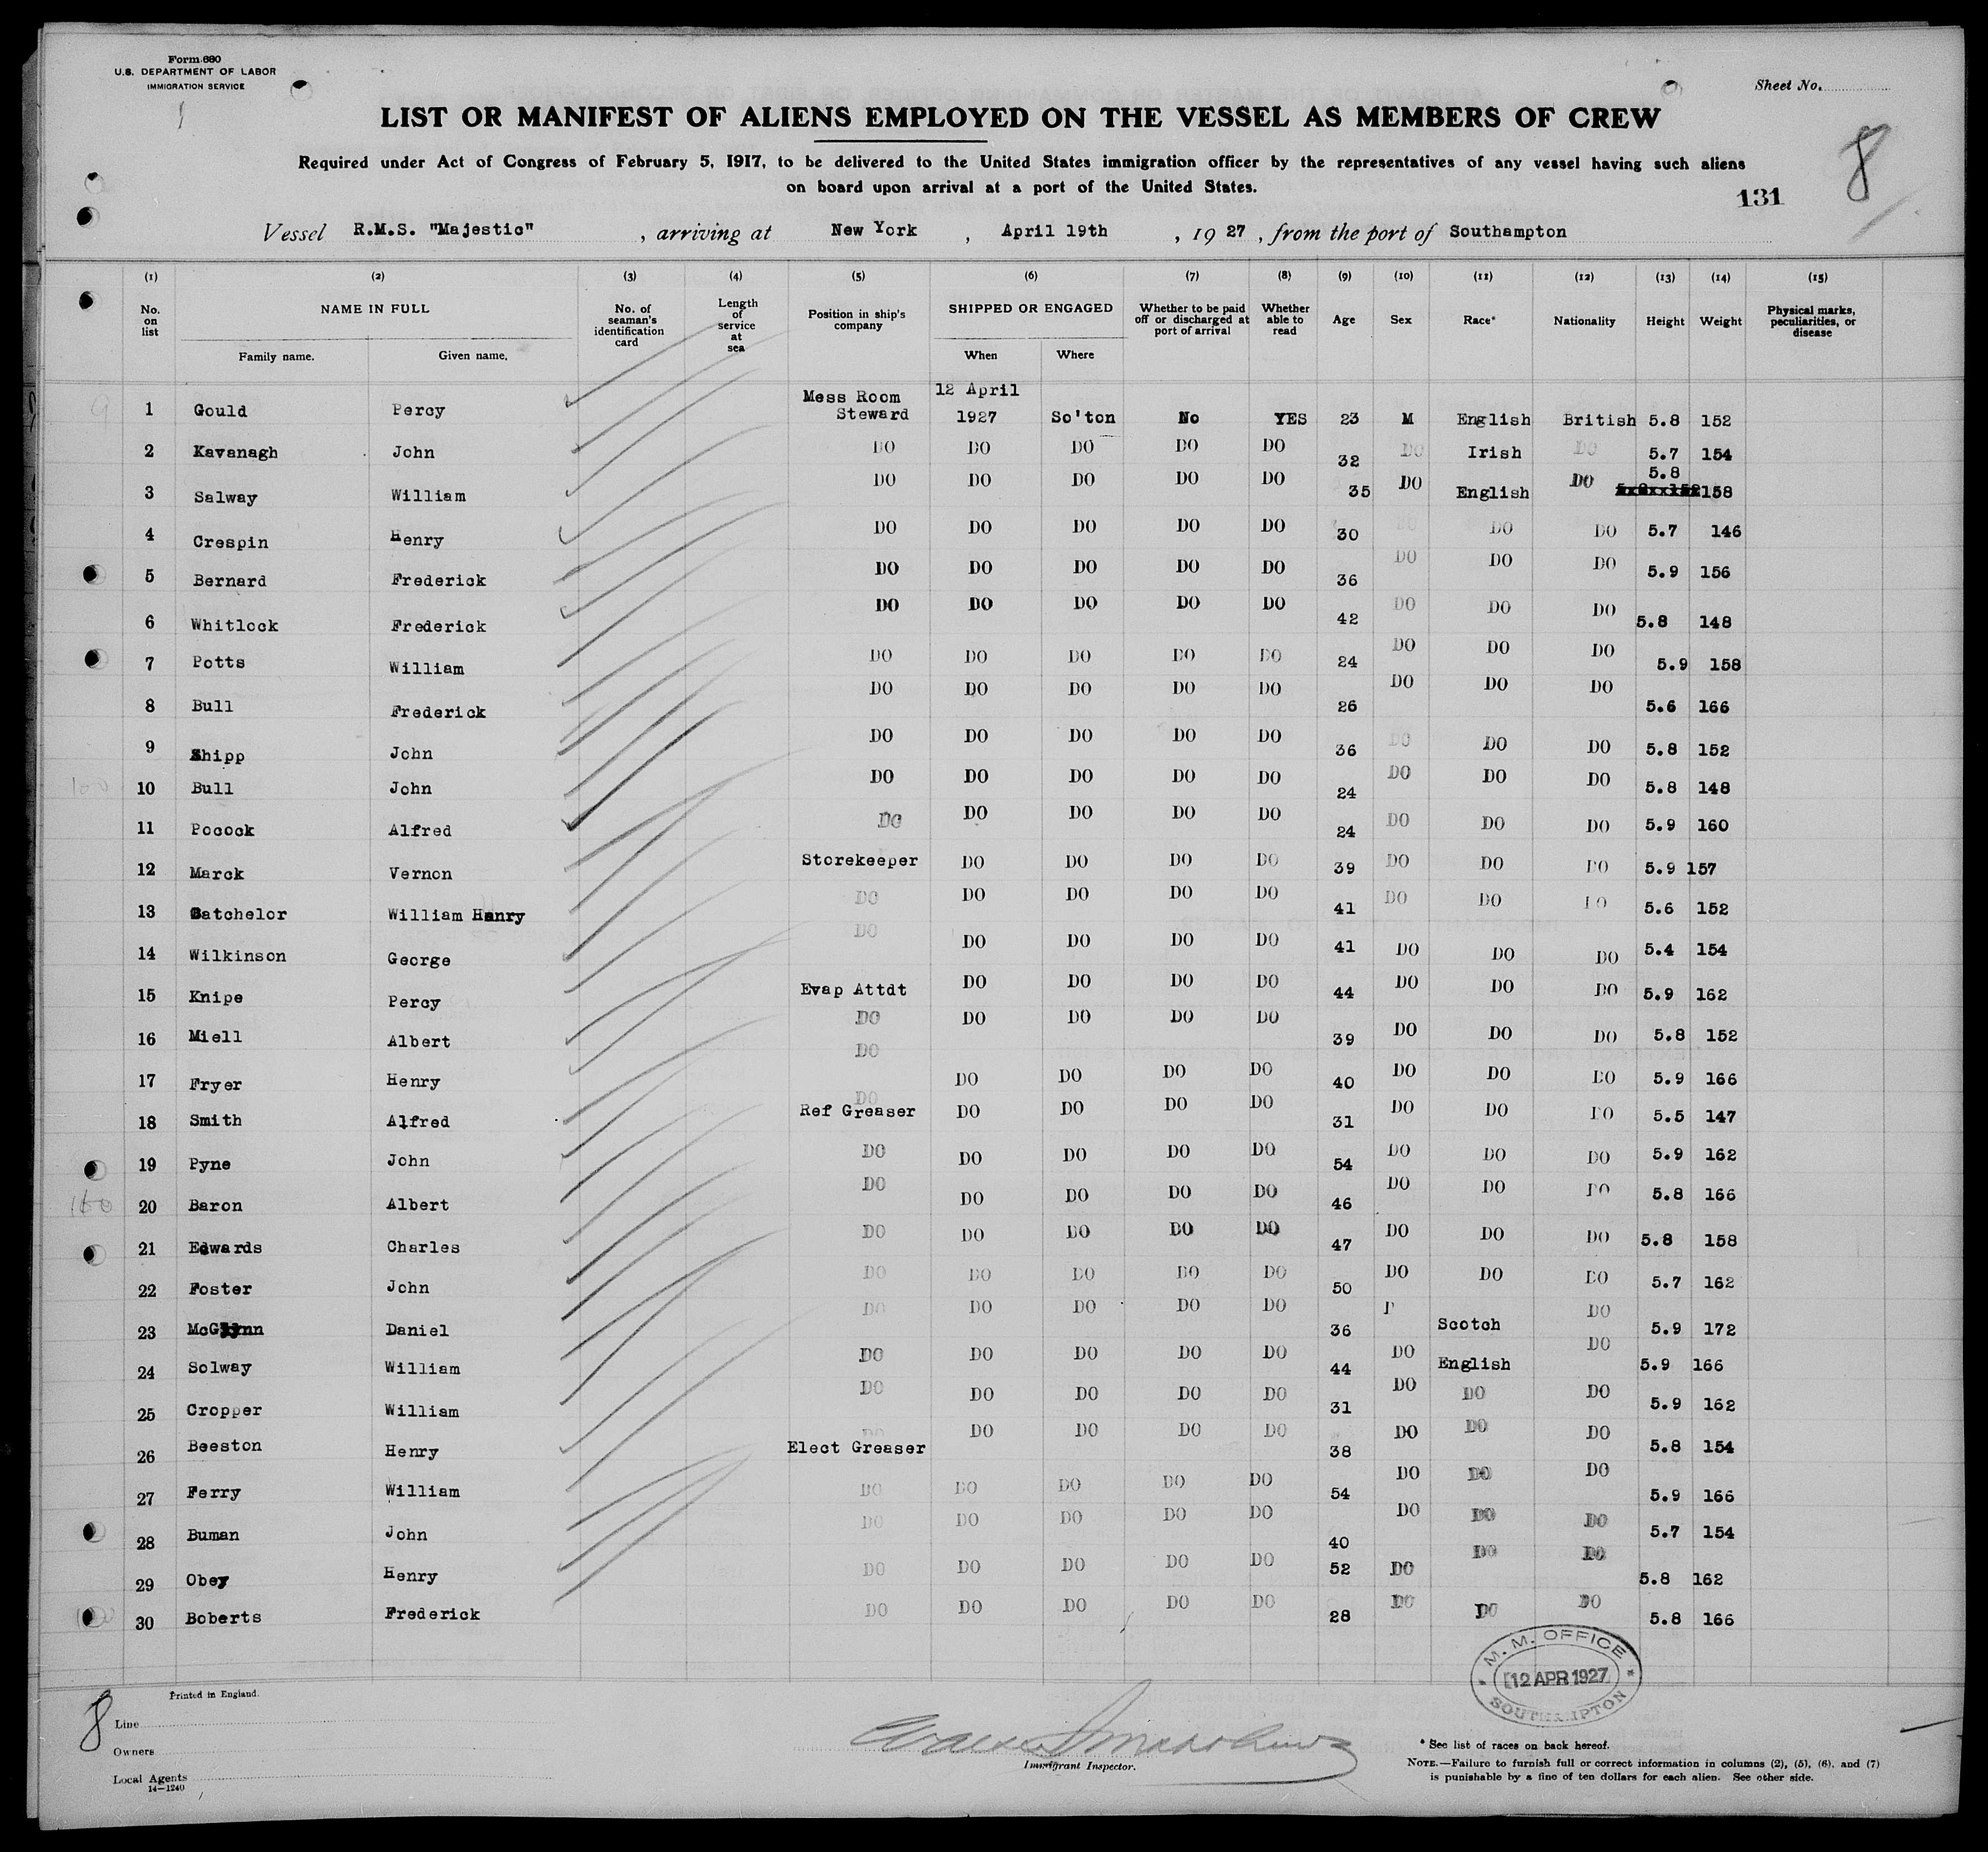 Form 680
U.S. DEPARTMENT OF LABOR
IMMIGRATION SERVICE
Sheet No.
LIST OR MANIFEST OF ALIENS EMPLOYED ON THE VESSEL AS MEMBERS OF CREW
8
Required under Act of Congress of February 5, 1917, to be delivered to the United States immigration officer by the representatives of any vessel having such aliens
on board upon arrival at a port of the United States.
131
Vessel R.M.S. "Majestic" , arriving at New York , April 19th , 19 27 , from the port of Southampton
(1) (2) (3) (4) (5) (6) (7) (8) (9) (10) (11) (12) (13) (14) (15)
No. on list NAME IN FULL Family name. Given name. No. of seaman's identification card Length of service at sea Position in ship's company SHIPPED OR ENGAGED When Where Whether to be paid off or discharged at port of arrival Whether able to read Age Sex Race* Nationality Height Weight Physical marks, peculiarities, or disease
1 Gould Percy Mess Room Steward 12 April 1927 So'ton No YES 23 M English British 5.8 152
2 Kavanagh John DO DO DO DO DO 32 DO Irish DO 5.7 154
3 Salway William DO DO DO DO DO 35 DO English DO 5.8 158
4 Crespin Henry DO DO DO DO DO 30 DO DO DO 5.7 146
5 Bernard Frederick DO DO DO DO DO 36 DO DO DO 5.9 156
6 Whitlock Frederick DO DO DO DO DO 42 DO DO DO 5.8 148
7 Potts William DO DO DO DO DO 24 DO DO DO 5.9 158
8 Bull Frederick DO DO DO DO DO 26 DO DO DO 5.6 166
9 Shipp John DO DO DO DO DO 36 DO DO DO 5.8 152
10 Bull John DO DO DO DO DO 24 DO DO DO 5.8 148
11 Pocock Alfred DO DO DO DO DO 24 DO DO DO 5.9 160
12 Marck Vernon Storekeeper DO DO DO DO 39 DO DO DO 5.9 157
13 Batchelor William Henry DO DO DO DO DO 41 DO DO DO 5.6 152
14 Wilkinson George DO DO DO DO DO 41 DO DO DO 5.4 154
15 Knipe Percy Evap Attdt DO DO DO DO 44 DO DO DO 5.9 162
16 Miell Albert DO DO DO DO DO 39 DO DO DO 5.8 152
17 Fryer Henry DO DO DO DO DO 40 DO DO DO 5.9 166
18 Smith Alfred DO Ref Greaser DO DO DO DO 31 DO DO DO 5.5 147
19 Pyne John DO DO DO DO DO 54 DO DO DO 5.9 162
20 Baron Albert DO DO DO DO DO 46 DO DO DO 5.8 166
21 Edwards Charles DO DO DO DO DO 47 DO DO DO 5.8 158
22 Foster John DO DO DO DO DO 50 DO DO DO 5.7 162
23 McGlynn Daniel DO DO DO DO DO 36 Scotch DO 5.9 172
24 Solway William DO DO DO DO DO 44 DO English DO 5.9 166
25 Cropper William DO DO DO DO DO 31 DO DO DO 5.9 162
26 Beeston Henry Elect Greaser DO DO DO DO 38 DO DO DO 5.8 154
27 Ferry William DO DO DO DO DO 54 DO DO DO 5.9 166
28 Buman John DO DO DO DO DO 40 DO DO DO 5.7 154
29 Obey Henry DO DO DO DO DO 52 DO DO DO 5.8 162
30 Boberts Frederick DO DO DO DO DO 28 DO DO DO 5.8 166
M. M. OFFICE
12 APR 1927
SOUTHAMPTON
Printed in England.
8
Line
Owners
Local Agents
14—1240
Immigrant Inspector.
* See list of races on back hereof.
NOTE.—Failure to furnish full or correct information in columns (2), (5), (6), and (7)
is punishable by a fine of ten dollars for each alien. See other side.